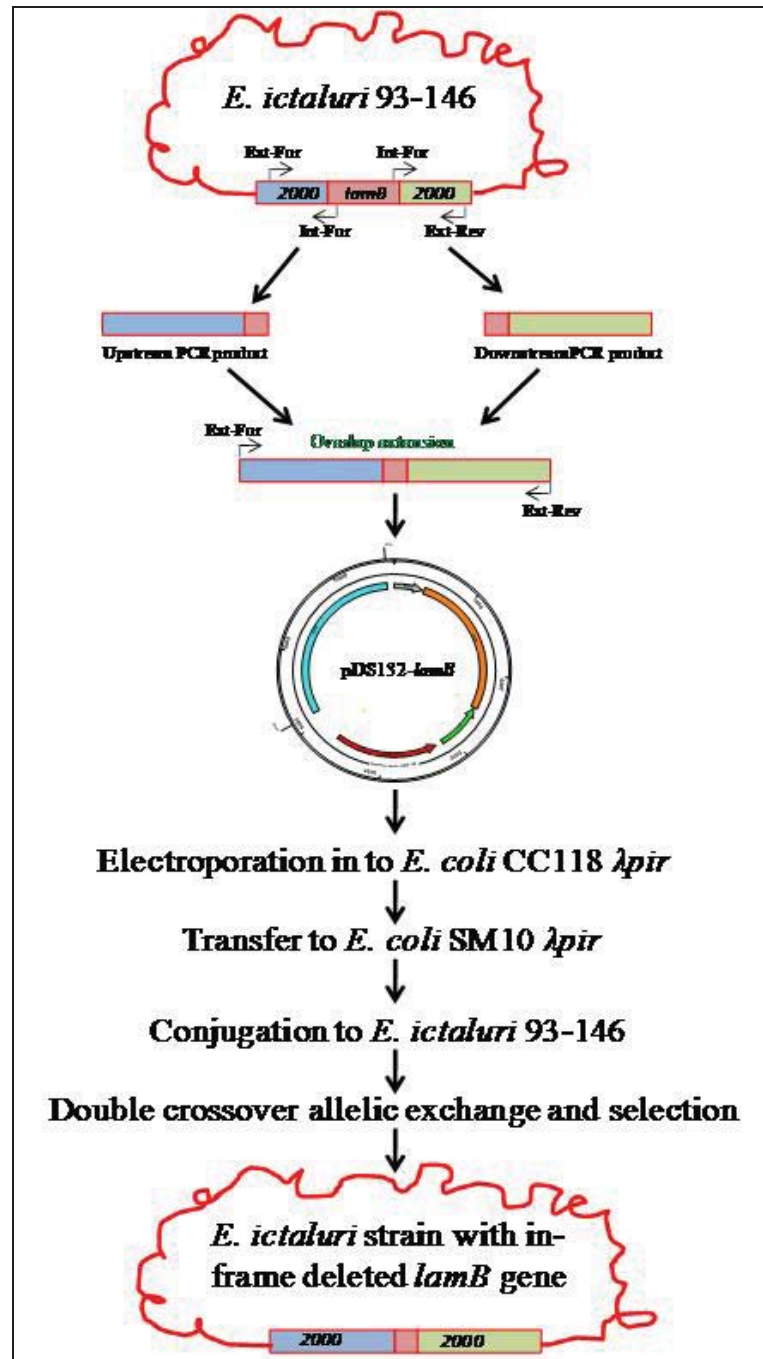 E. ictaluri 93-146
Ext-For Int-For
2000 lamB 2000
Int-For Ext-Rev
Upstream PCR product DownstreamPCR product
Ext-For
Overlap extension
Ext-Rev
pDS132-lamB
Electroporation in to E. coli CC118 λpir
Transfer to E. coli SM10 λpir
Conjugation to E. ictaluri 93-146
Double crossover allelic exchange and selection
E. ictaluri strain with in-
frame deleted lamB gene
2000 2000